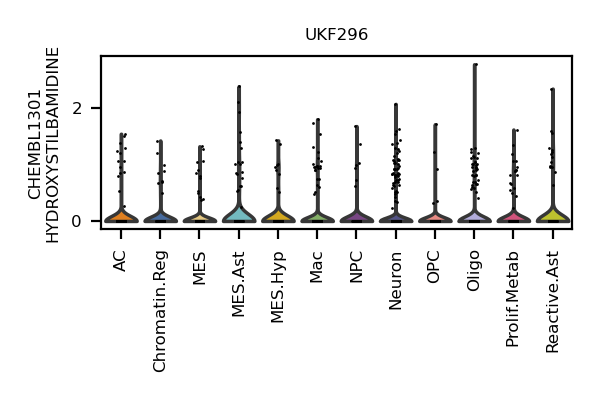 UKF296
CHEMBL1301
HYDROXYSTILBAMIDINE
2
0
AC
Chromatin.Reg
MES
MES.Ast
MES.Hyp
Mac
NPC
Neuron
OPC
Oligo
Prolif.Metab
Reactive.Ast